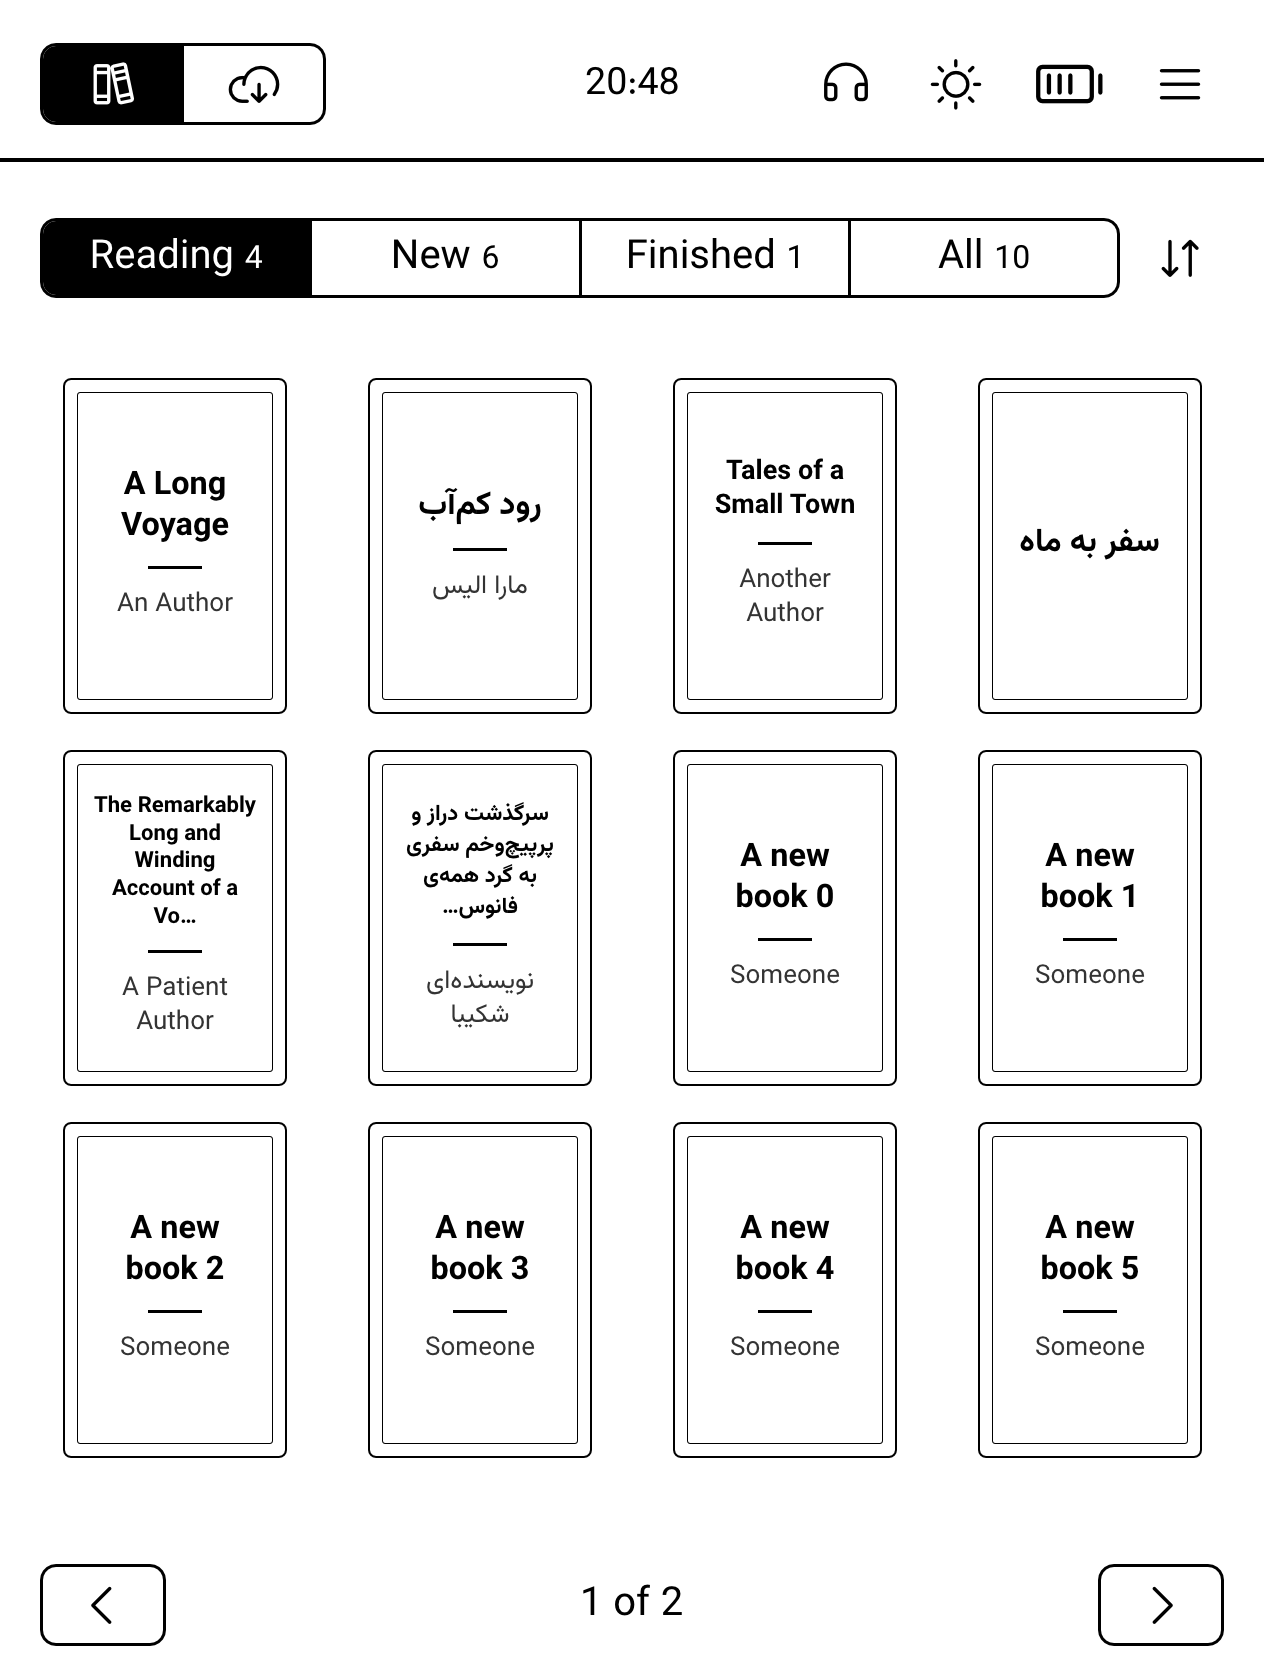 20:48
Reading 4
New 6
Finished 1
All 10
A Long
Voyage
An Author
رود کم‌آب
مارا الیس
Tales of a
Small Town
Another
Author
سفر به ماه
The Remarkably
Long and
Winding
Account of a
Vo…
A Patient
Author
سرگذشت دراز و
پرپیچ‌وخم سفری
به گرد همه‌ی
فانوس…
نویسنده‌ای
شکیبا
A new
book 0
Someone
A new
book 1
Someone
A new
book 2
Someone
A new
book 3
Someone
A new
book 4
Someone
A new
book 5
Someone
1 of 2